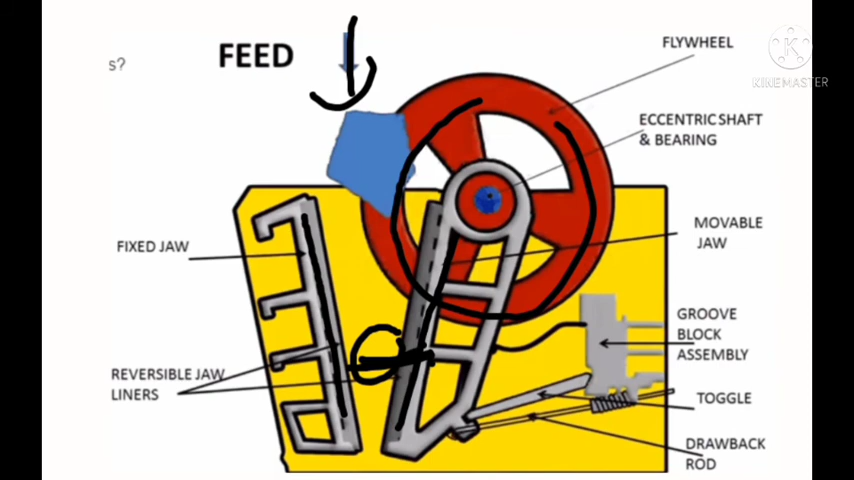 s?
FEED
FLYWHEEL
KINEMASTER
ECCENTRIC SHAFT
& BEARING
FIXED JAW
MOVABLE
JAW
GROOVE
BLOCK
ASSEMBLY
REVERSIBLE JAW
LINERS
TOGGLE
DRAWBACK
ROD